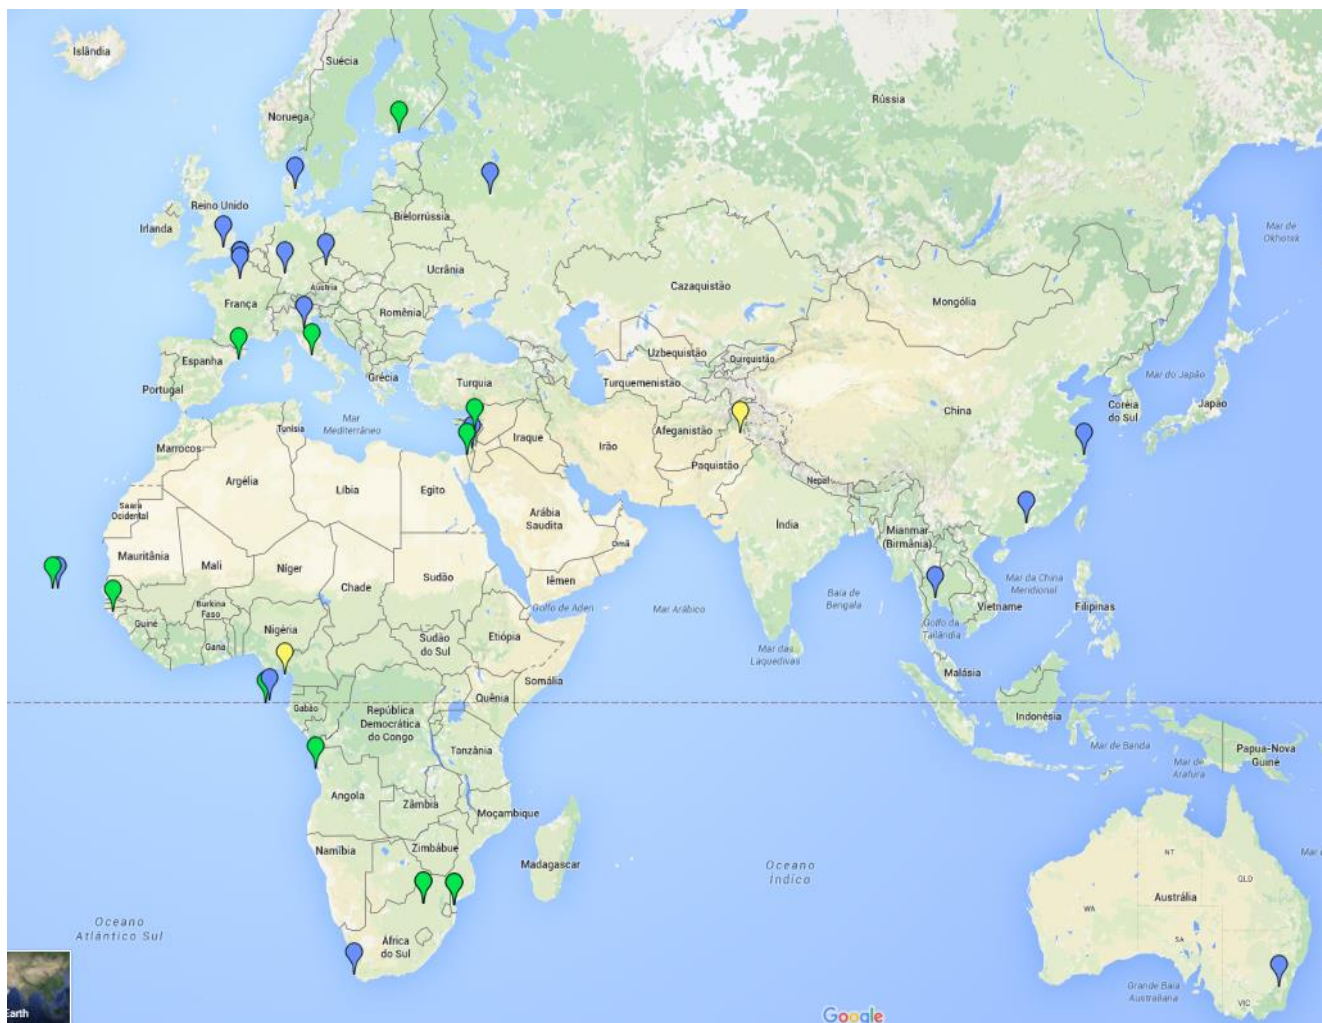 Islândia
Suécia
Rússia
Noruega
Reino Unido
Irlanda
Bielorrússia
Mar de
Okhotsk
Ucrânia
Cazaquistão
Áustria
França
Mongólia
Romênia
Uzbequistão
Quirguistão
Espanha
Portugal
Grécia
Turquia
Turquemenistão
Mar do Japão
China
Coréia
do Sul
Japão
Mar
Mediterrâneo
Tunísia
Marrocos
Iraque
Irão
Afeganistão
Paquistão
Nepal
Argélia
Líbia
Egito
Saara
Ocidental
Arábia
Saudita
Omã
Índia
Mianmar
(Birmânia)
Mauritânia
Mali
Níger
Chade
Sudão
Iêmen
Golfo de Aden
Mar Arábico
Baía de
Bengala
Mar da China
Meridional
Vietname
Filipinas
Burkina
Faso
Guiné
Gana
Nigéria
Sudão
do Sul
Etiópia
Golfo da
Tailândia
Mar das
Laquedivas
Malásia
Somália
Quênia
Gabão
República
Democrática
do Congo
Indonésia
Tanzânia
Mar de Banda
Papua-Nova
Guiné
Mar de
Arafura
Angola
Zâmbia
Moçambique
Namíbia
Zimbábue
Madagascar
Oceano
Índico
NT
QLD
Austrália
WA
SA
Mar
Oceano
Atlántico Sul
África
do Sul
Grande Baía
Australiana
VIC
Earth
Google